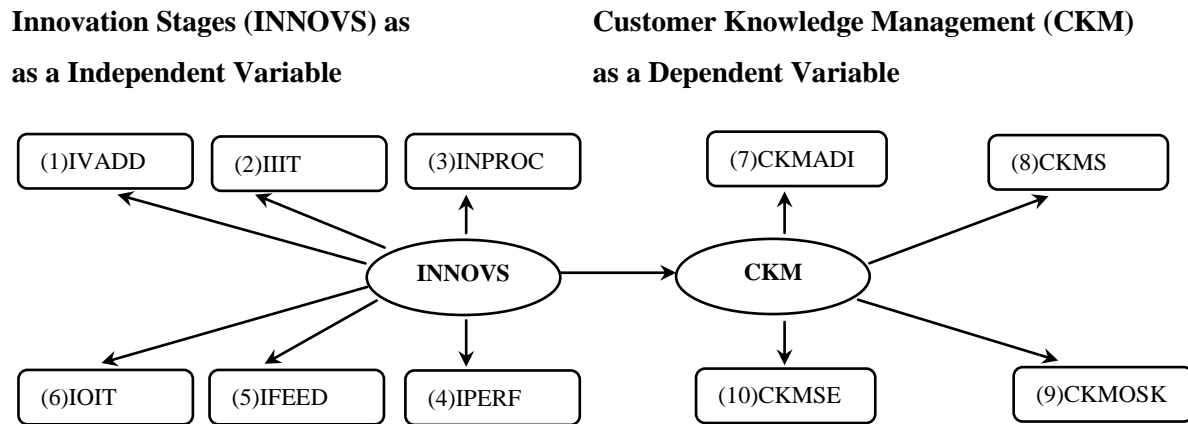 Innovation Stages (INNOVS) as
as a Independent Variable
Customer Knowledge Management (CKM)
as a Dependent Variable
(1)IVADD
(2)IIIT
(3)INPROC
(7)CKMADI
(8)CKMS
INNOVS
CKM
(6)IOIT
(5)IFEED
(4)IPERF
(10)CKMSE
(9)CKMOSK